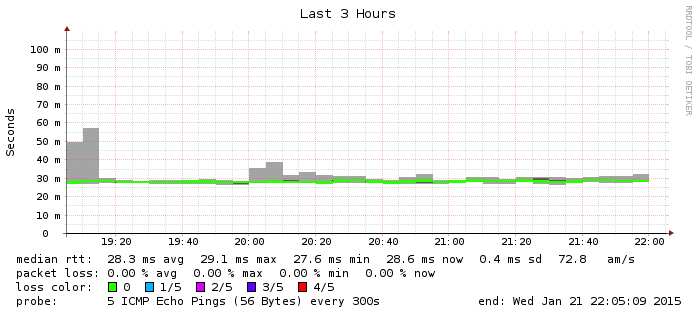 Last 3 Hours
RRDTOOL / TOBI OETIKER
Seconds
100 m
90 m
80 m
70 m
60 m
50 m
40 m
30 m
20 m
10 m
0
19:20 19:40 20:00 20:20 20:40 21:00 21:20 21:40 22:00
median rtt: 28.3 ms avg 29.1 ms max 27.6 ms min 28.6 ms now 0.4 ms sd 72.8 am/s
packet loss: 0.00 % avg 0.00 % max 0.00 % min 0.00 % now
loss color: 0 1/5 2/5 3/5 4/5
probe: 5 ICMP Echo Pings (56 Bytes) every 300s end: Wed Jan 21 22:05:09 2015